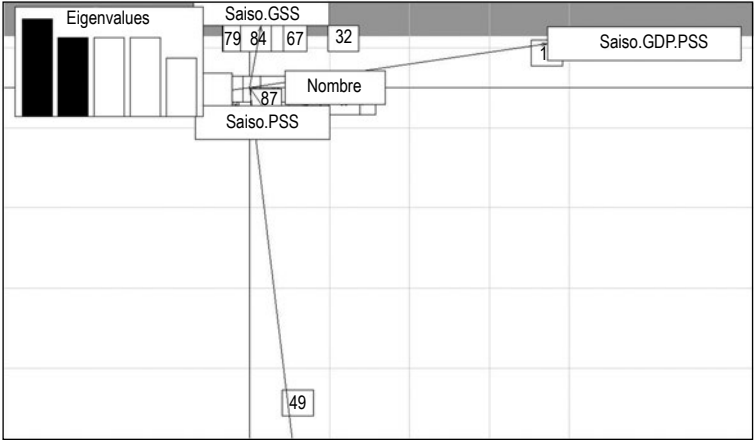 Eigenvalues
Saiso.GSS
79 84 67 32
1
Saiso.GDP.PSS
Nombre
87
Saiso.PSS
49